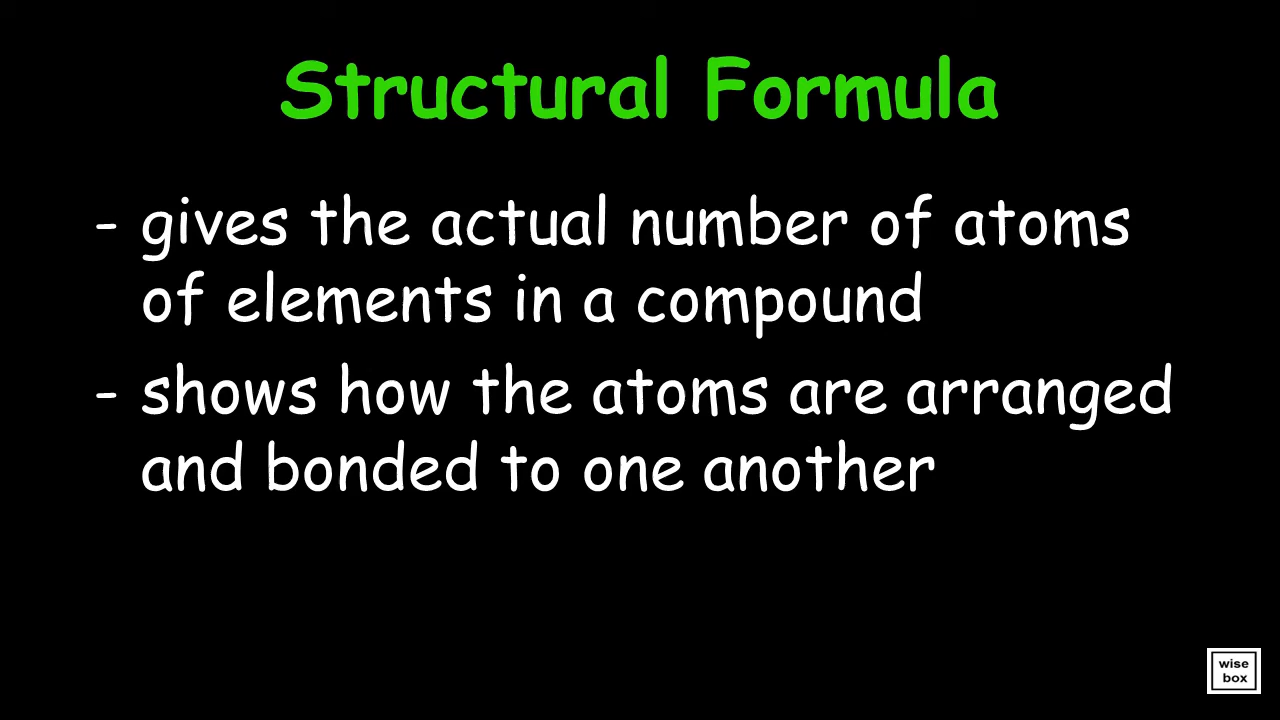 Structural Formula
- gives the actual number of atoms
of elements in a compound
- shows how the atoms are arranged
and bonded to one another
wise
box